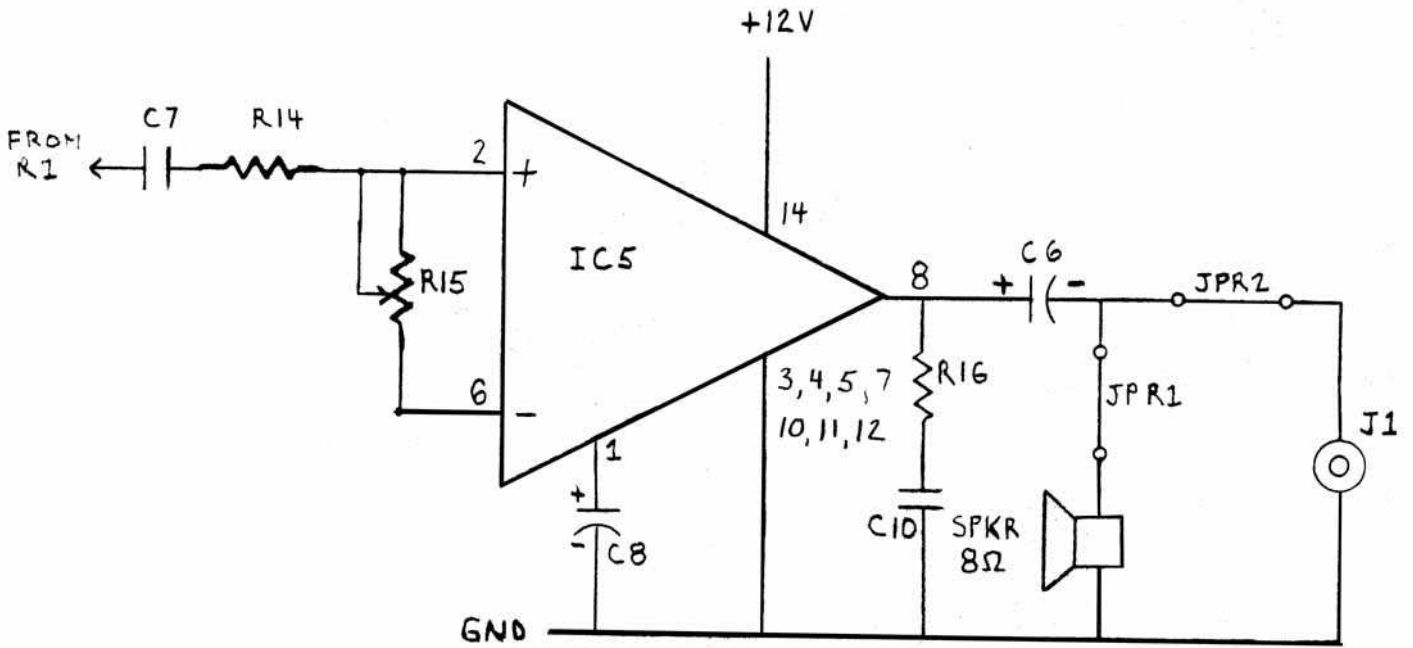 +12V
C7
R14
FROM
R1
2
+
14
IC5
R15
8
C6
+
-
JPR2
6
-
3, 4, 5, 7
10, 11, 12
R16
JPR1
J1
1
+
-
C8
C10
SPKR
8Ω
GND